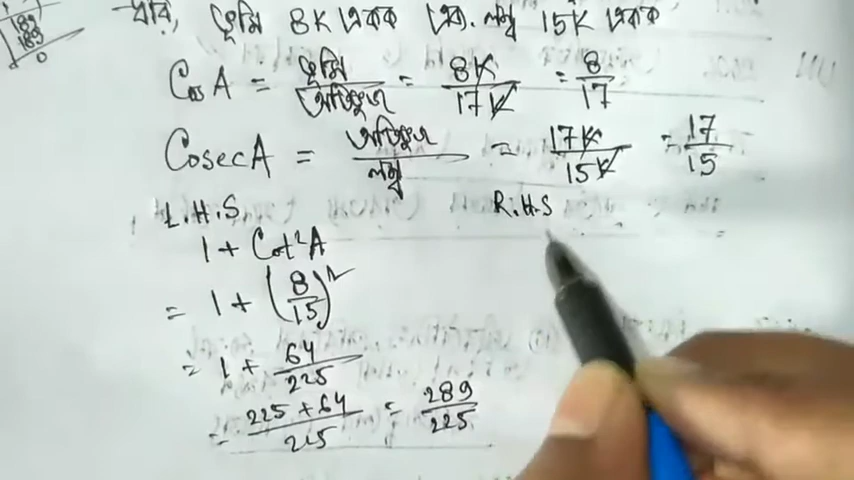 189
189
0
ধরি, ভূমি 8K একক এবং লম্ব 15K একক
Cos A = ভূমি/অতিভুজ = 8K/17K = 8/17
CosecA = অতিভুজ/লম্ব = 17K/15K = 17/15
L.H.S
R.H.S
1 + Cot²A
= 1 + (8/15)²
= 1 + 64/225
= 225 + 64/225 = 289/225